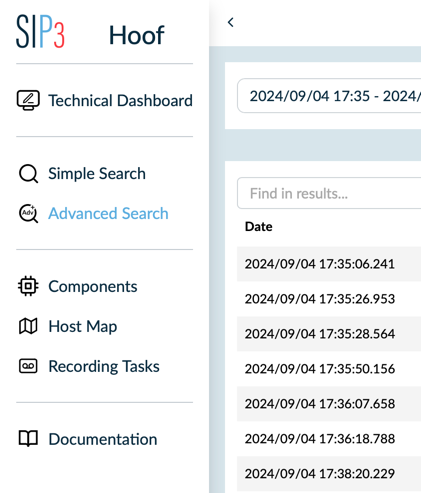 SIP3 Hoof
Technical Dashboard
Simple Search
Adv
Advanced Search
Components
Host Map
Recording Tasks
Documentation
2024/09/04 17:35 - 2024/
Find in results...
Date
2024/09/04 17:35:06.241
2024/09/04 17:35:26.953
2024/09/04 17:35:28.564
2024/09/04 17:35:50.156
2024/09/04 17:36:07.658
2024/09/04 17:36:18.788
2024/09/04 17:38:20.229